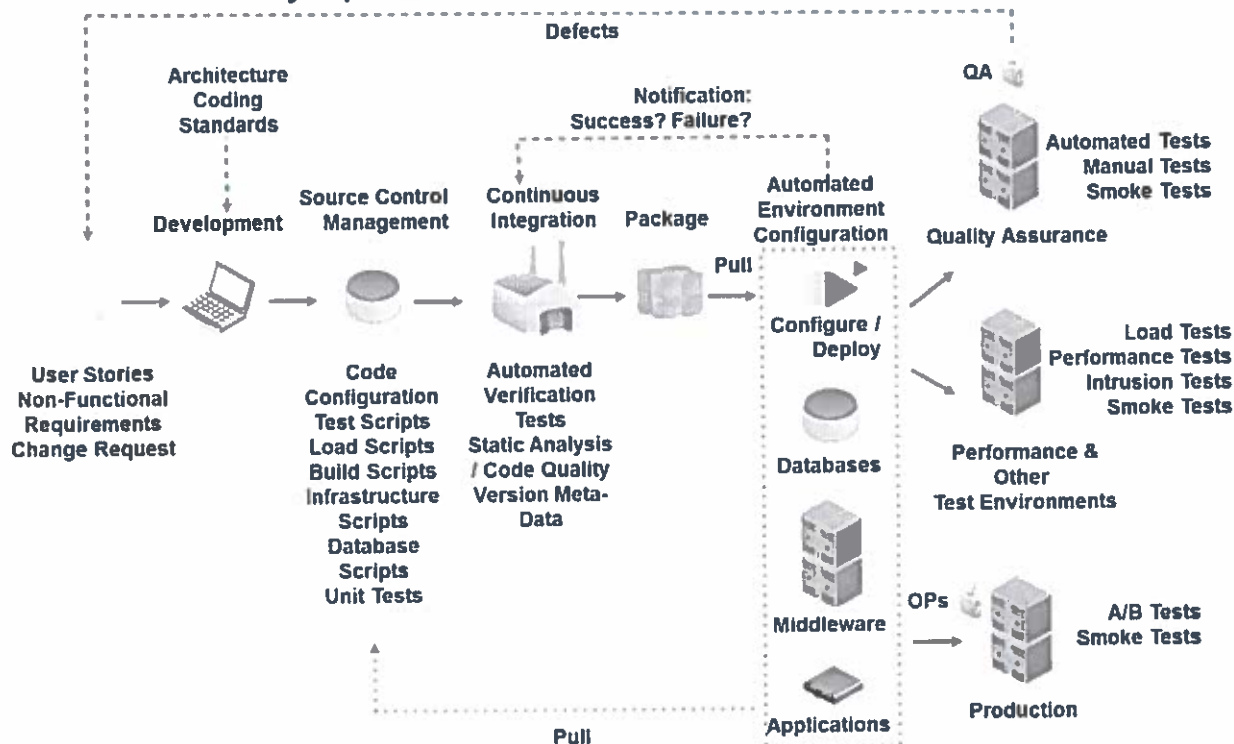 Defects
Architecture
Coding
Standards
Notification:
Success? Failure?
QA
Automated Tests
Manual Tests
Smoke Tests
Quality Assurance
Development
Source Control
Management
Continuous
Integration
Package
Automated
Environment
Configuration
Pull
Configure /
Deploy
User Stories
Non-Functional
Requirements
Change Request
Code
Configuration
Test Scripts
Load Scripts
Build Scripts
Infrastructure
Scripts
Database
Scripts
Unit Tests
Automated
Verification
Tests
Static Analysis
/ Code Quality
Version Meta-
Data
Databases
Middleware
Applications
Load Tests
Performance Tests
Intrusion Tests
Smoke Tests
Performance &
Other
Test Environments
OPs
A/B Tests
Smoke Tests
Production
Pull